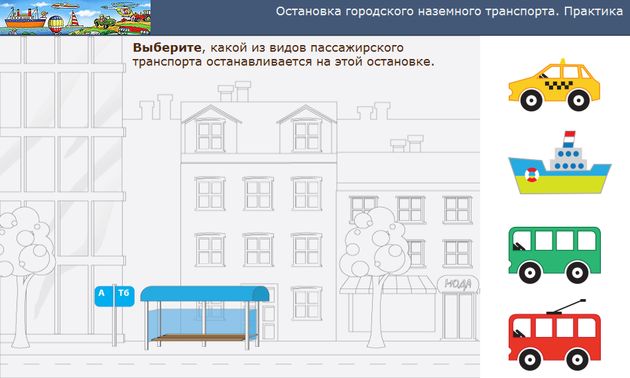 Остановка городского наземного транспорта. Практика
Выберите, какой из видов пассажирского
транспорта останавливается на этой остановке.
МОДА
А Тб